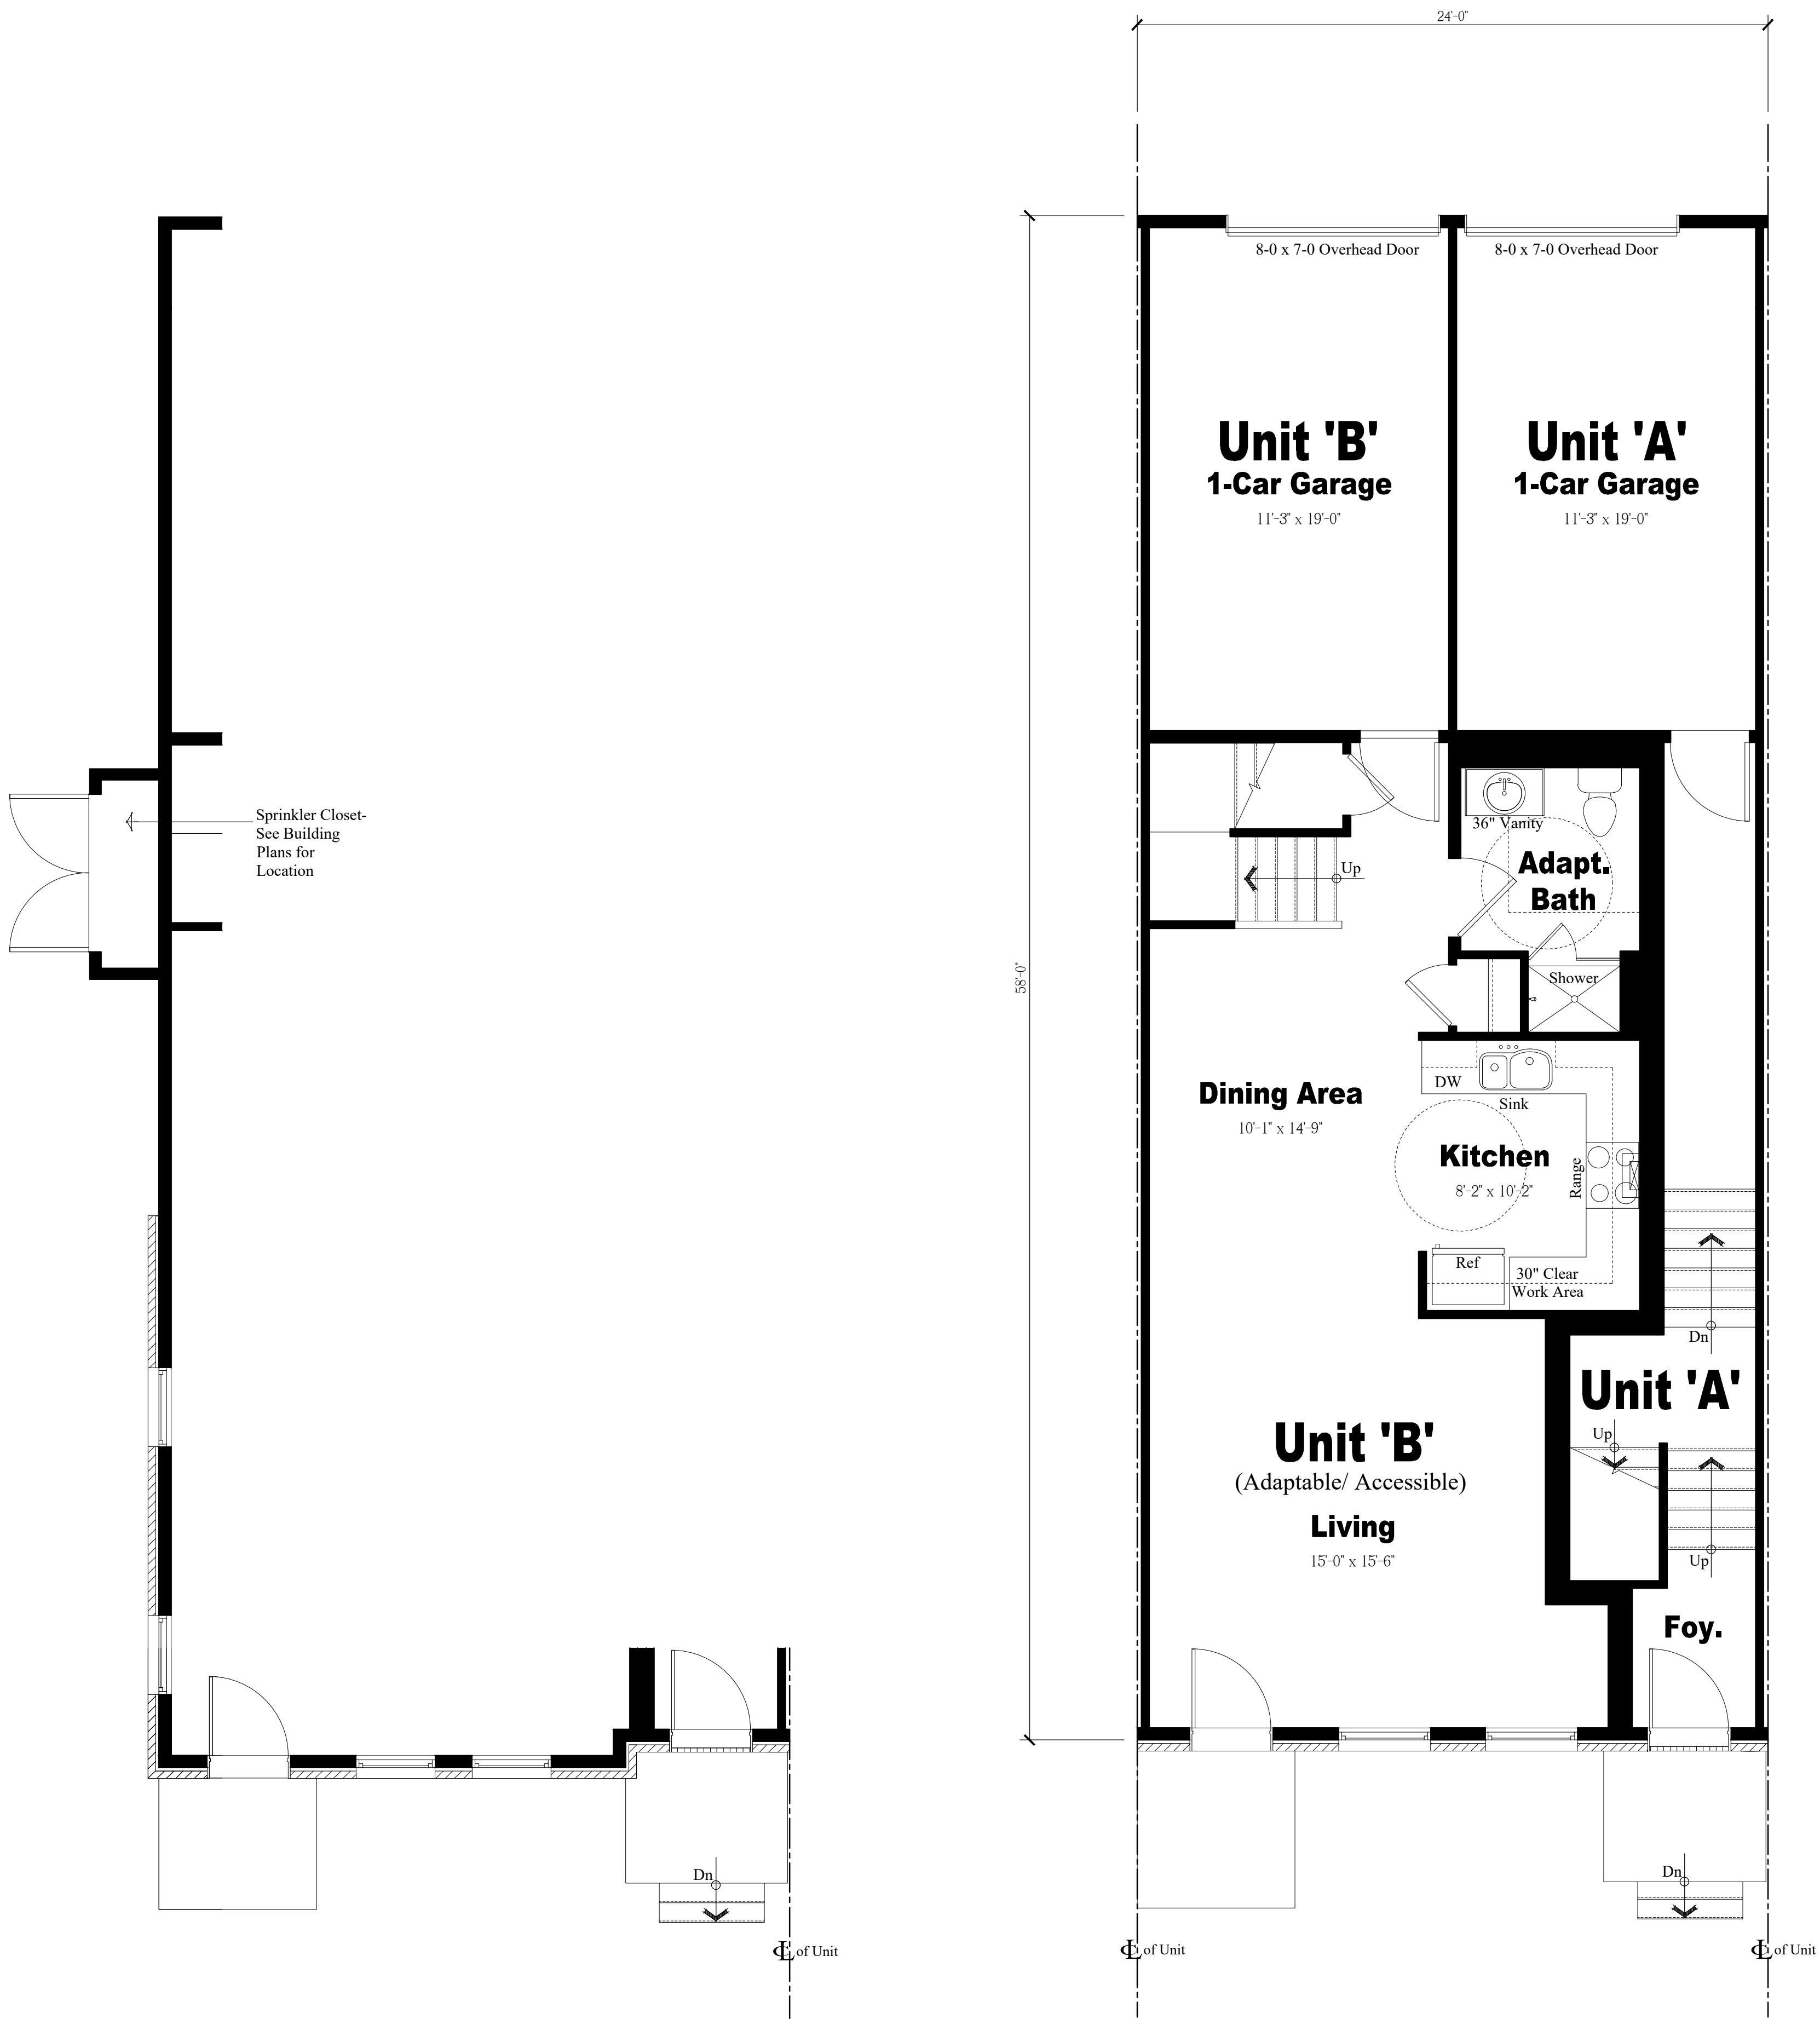 24'-0"
8-0 x 7-0 Overhead Door
8-0 x 7-0 Overhead Door
Unit 'B'
1-Car Garage
11'-3" x 19'-0"
Unit 'A'
1-Car Garage
11'-3" x 19'-0"
Sprinkler Closet-
See Building
Plans for
Location
36" Vanity
Adapt.
Bath
Up
58'-0"
Shower
DW
Sink
Dining Area
10'-1" x 14'-9"
Kitchen
8'-2" x 10'-2"
Range
Ref
30" Clear
Work Area
Dn
Unit 'A'
Up
Unit 'B'
(Adaptable/ Accessible)
Living
15'-0" x 15'-6"
Up
Foy.
Dn
Dn
℄ of Unit
℄ of Unit
℄ of Unit